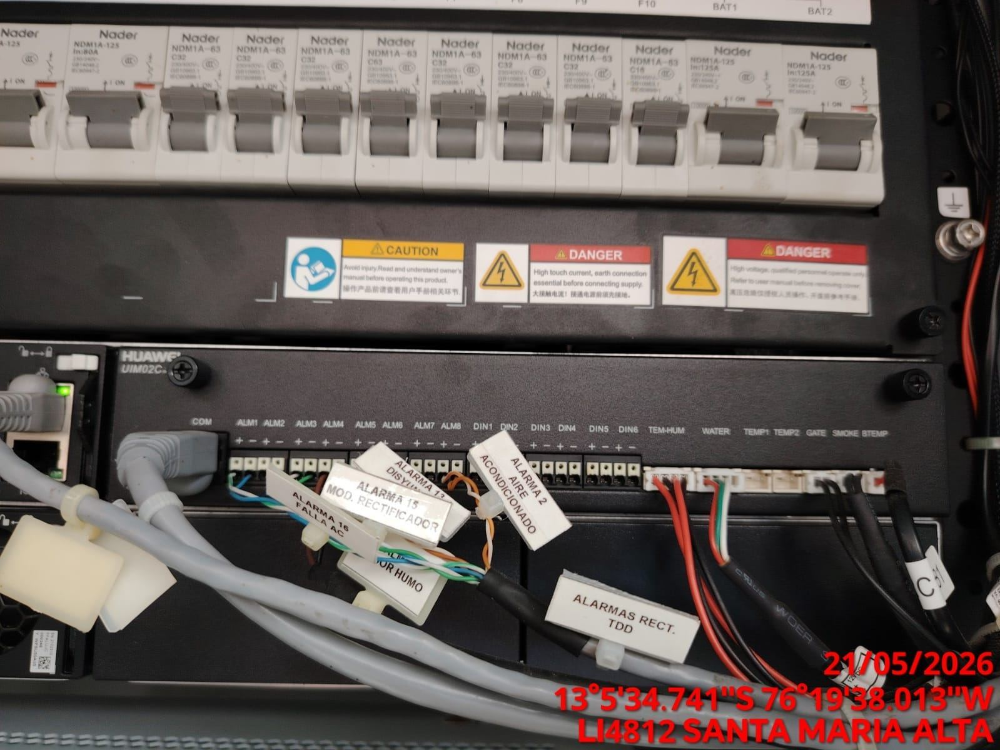 F9
F10
BAT1
BAT2
Nader
A-125
Nader
NDM1A-125
In:80A
Nader
NDM1A-63
C32
Nader
NDM1A-63
C32
Nader
NDM1A-63
C32
Nader
NDM1A-63
C63
Nader
NDM1A-63
C32
Nader
NDM1A-63
C32
Nader
NDM1A-63
C32
Nader
NDM1A-63
C16
Nader
NDM1A-125
In:125A
Nader
NDM1A-125
In:125A
CAUTION
Avoid injury.Read and understand owner's
manual before operating this product.
操作产品前请查看用户手册相关环节.
DANGER
High touch current, earth connection
essential before connecting supply.
大接触电流！接通电源前须先接地。
DANGER
High voltage, qualified personnel operate only.
Refer to user manual before removing cover.
HUAWEI
UIM02C
COM ALM1 ALM2 ALM3 ALM4 ALM5 ALM6 ALM7 ALM8 DIN1 DIN2 DIN3 DIN4 DIN5 DIN6 TEM-HUM WATER TEMP1 TEMP2 GATE SMOKE BTEMP
ALARMA 13
ALARMA 15
MOD. RECTIFICADOR
ALARMA 16
FALLA AC
HUMO
ALARMA 2
AIRE
ACONDICIONADO
ALARMAS RECT.
TDD
WOER
21/05/2026
13°5'34.741"S 76°19'38.013"W
LI4812 SANTA MARIA ALTA